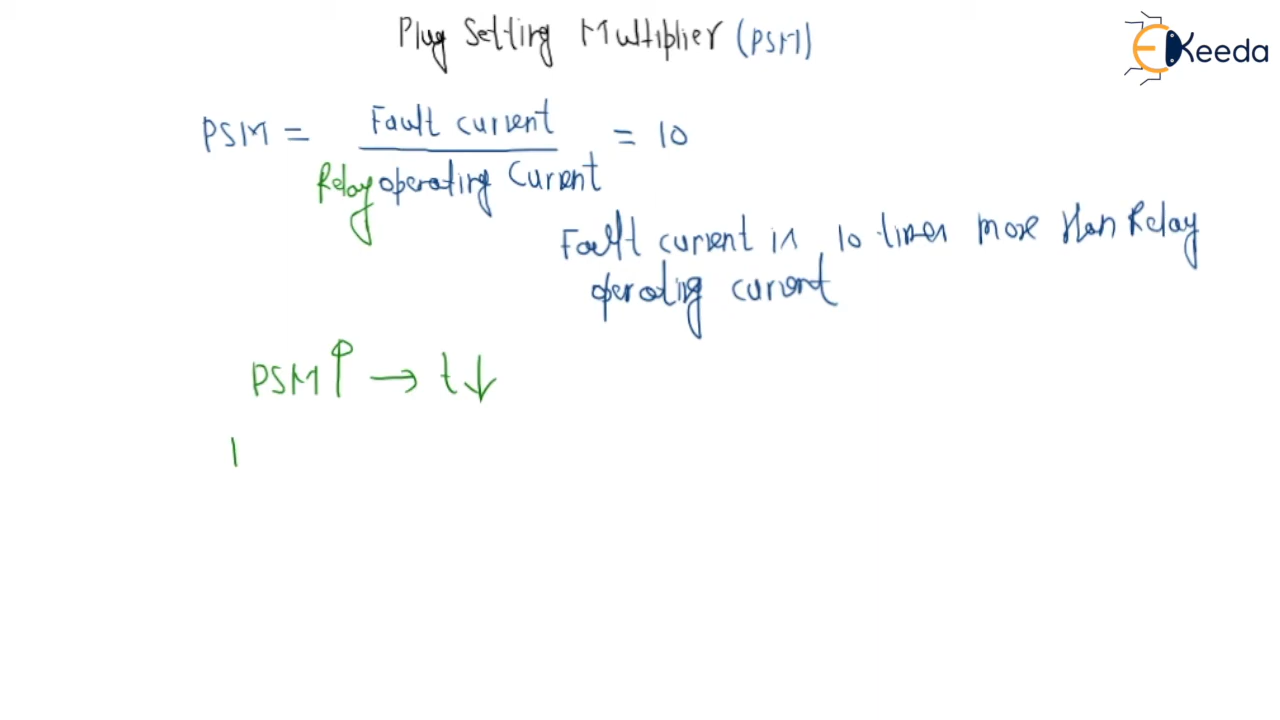 Plug Setting Multiplier (PSM)
EKeeda
PSM = Fault current / Relay operating Current = 10
Fault current is 10 times more than Relay
operating current
PSM↑ → t↓